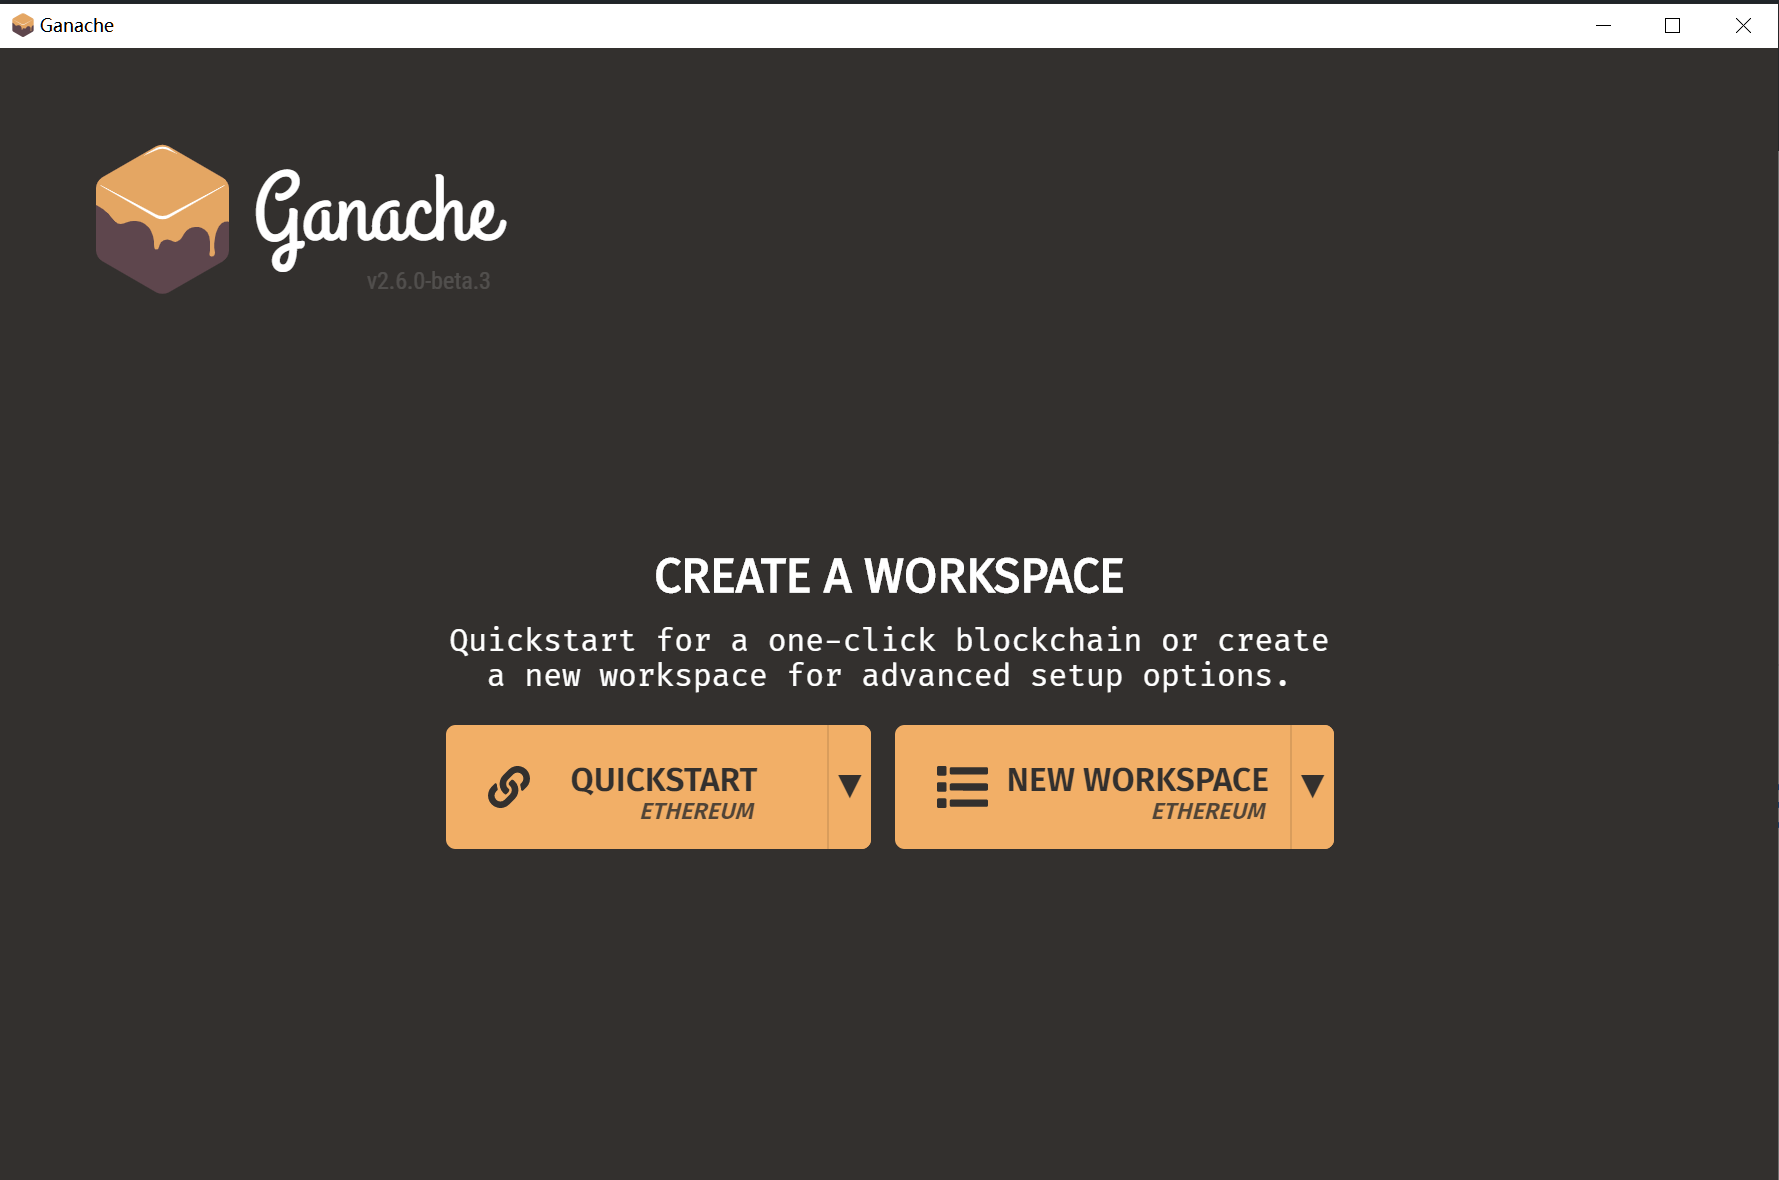 Ganache
Ganache
v2.6.0-beta.3
CREATE A WORKSPACE
Quickstart for a one-click blockchain or create
a new workspace for advanced setup options.
QUICKSTART
ETHEREUM
NEW WORKSPACE
ETHEREUM